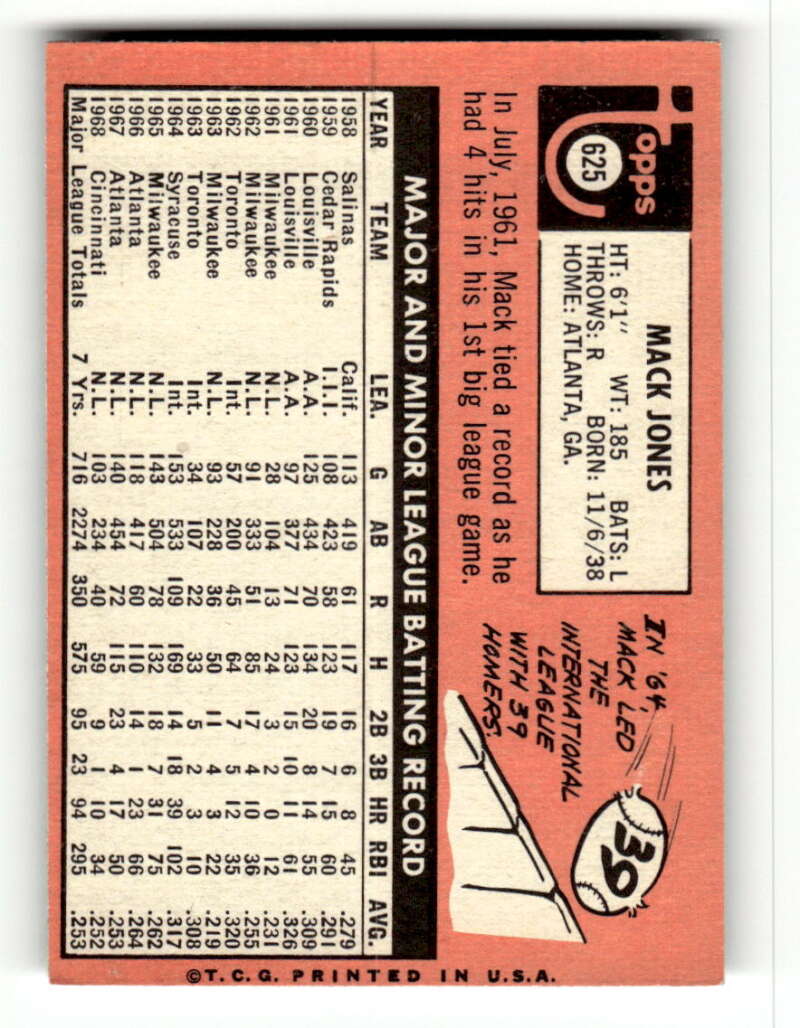 Topps
625
MACK JONES
HT: 6'1" WT: 185 BATS: L
THROWS: R BORN: 11/6/38
HOME: ATLANTA, GA.
In July, 1961, Mack tied a record as he
had 4 hits in his 1st big league game.
IN '64,
MACK LED
THE
INTERNATIONAL
LEAGUE
WITH 39
HOMERS.
39
MAJOR AND MINOR LEAGUE BATTING RECORD
YEAR TEAM LEA. G AB R H 2B 3B HR RBI AVG.
1958 Salinas Calif. 113 419 61 117 16 6 8 45 .279
1959 Cedar Rapids I.I.I. 108 423 58 123 19 7 15 60 .291
1960 Louisville A.A. 125 434 70 134 20 8 14 55 .309
1961 Louisville A.A. 97 377 71 123 15 10 11 61 .326
1961 Milwaukee N.L. 28 104 13 24 3 2 0 12 .231
1962 Milwaukee N.L. 91 333 51 85 17 4 10 36 .255
1962 Toronto Int. 57 200 45 64 7 5 12 35 .320
1963 Milwaukee N.L. 93 228 36 50 11 4 3 22 .219
1963 Toronto Int. 34 107 22 33 5 2 3 10 .308
1964 Syracuse Int. 153 533 109 169 14 18 39 102 .317
1965 Milwaukee N.L. 143 504 78 132 18 7 31 75 .262
1966 Atlanta N.L. 118 417 60 110 14 1 23 66 .264
1967 Atlanta N.L. 140 454 72 115 23 4 17 50 .253
1968 Cincinnati N.L. 103 234 40 59 9 1 10 34 .252
Major League Totals 7 Yrs. 716 2274 350 575 95 23 94 295 .253
©T.C.G. PRINTED IN U.S.A.